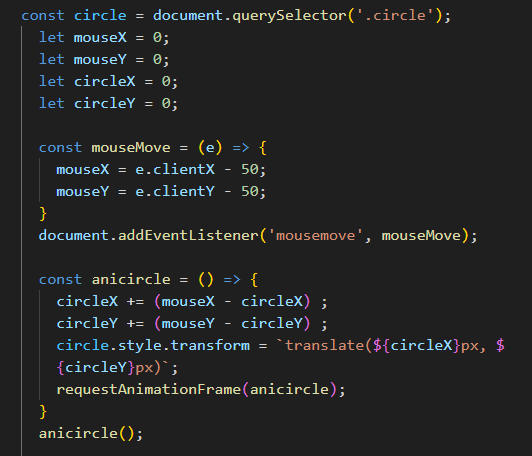 const circle = document.querySelector('.circle');
let mouseX = 0;
let mouseY = 0;
let circleX = 0;
let circleY = 0;
const mouseMove = (e) => {
mouseX = e.clientX - 50;
mouseY = e.clientY - 50;
}
document.addEventListener('mousemove', mouseMove);
const anicircle = () => {
circleX += (mouseX - circleX) ;
circleY += (mouseY - circleY) ;
circle.style.transform = `translate(${circleX}px, $
{circleY}px)`;
requestAnimationFrame(anicircle);
}
anicircle();